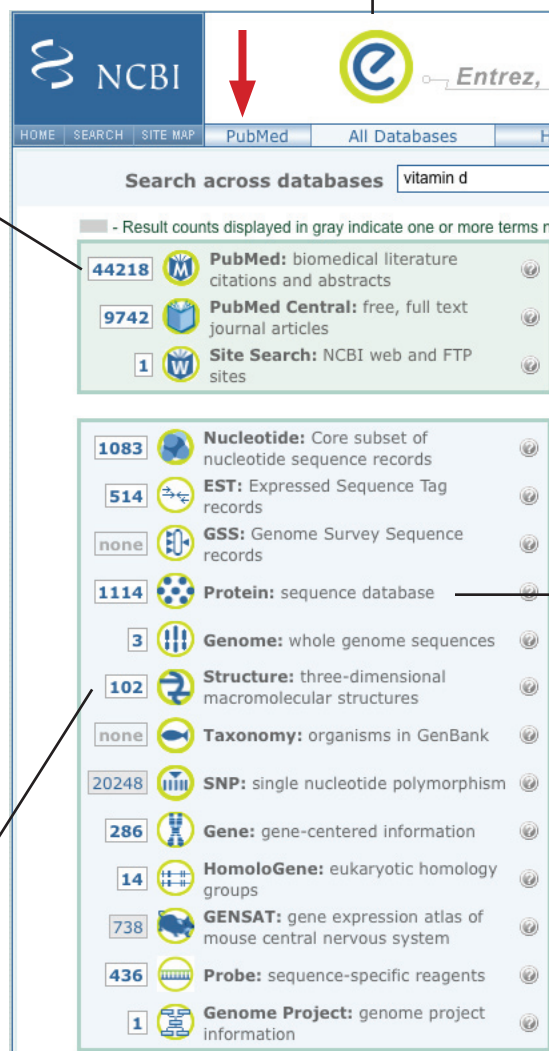 NCBI
e
Entrez,
HOME SEARCH SITE MAP PubMed All Databases H
Search across databases vitamin d
- Result counts displayed in gray indicate one or more terms
44218 M PubMed: biomedical literature
citations and abstracts ?
9742 PubMed Central: free, full text
journal articles ?
1 W Site Search: NCBI web and FTP
sites ?
1083 Nucleotide: Core subset of
nucleotide sequence records ?
514 EST: Expressed Sequence Tag
records ?
none GSS: Genome Survey Sequence
records ?
1114 Protein: sequence database ?
3 Genome: whole genome sequences ?
102 Structure: three-dimensional
macromolecular structures ?
none Taxonomy: organisms in GenBank ?
20248 SNP: single nucleotide polymorphism ?
286 Gene: gene-centered information ?
14 HomoloGene: eukaryotic homology
groups ?
738 GENSAT: gene expression atlas of
mouse central nervous system ?
436 Probe: sequence-specific reagents ?
1 Genome Project: genome project
information ?